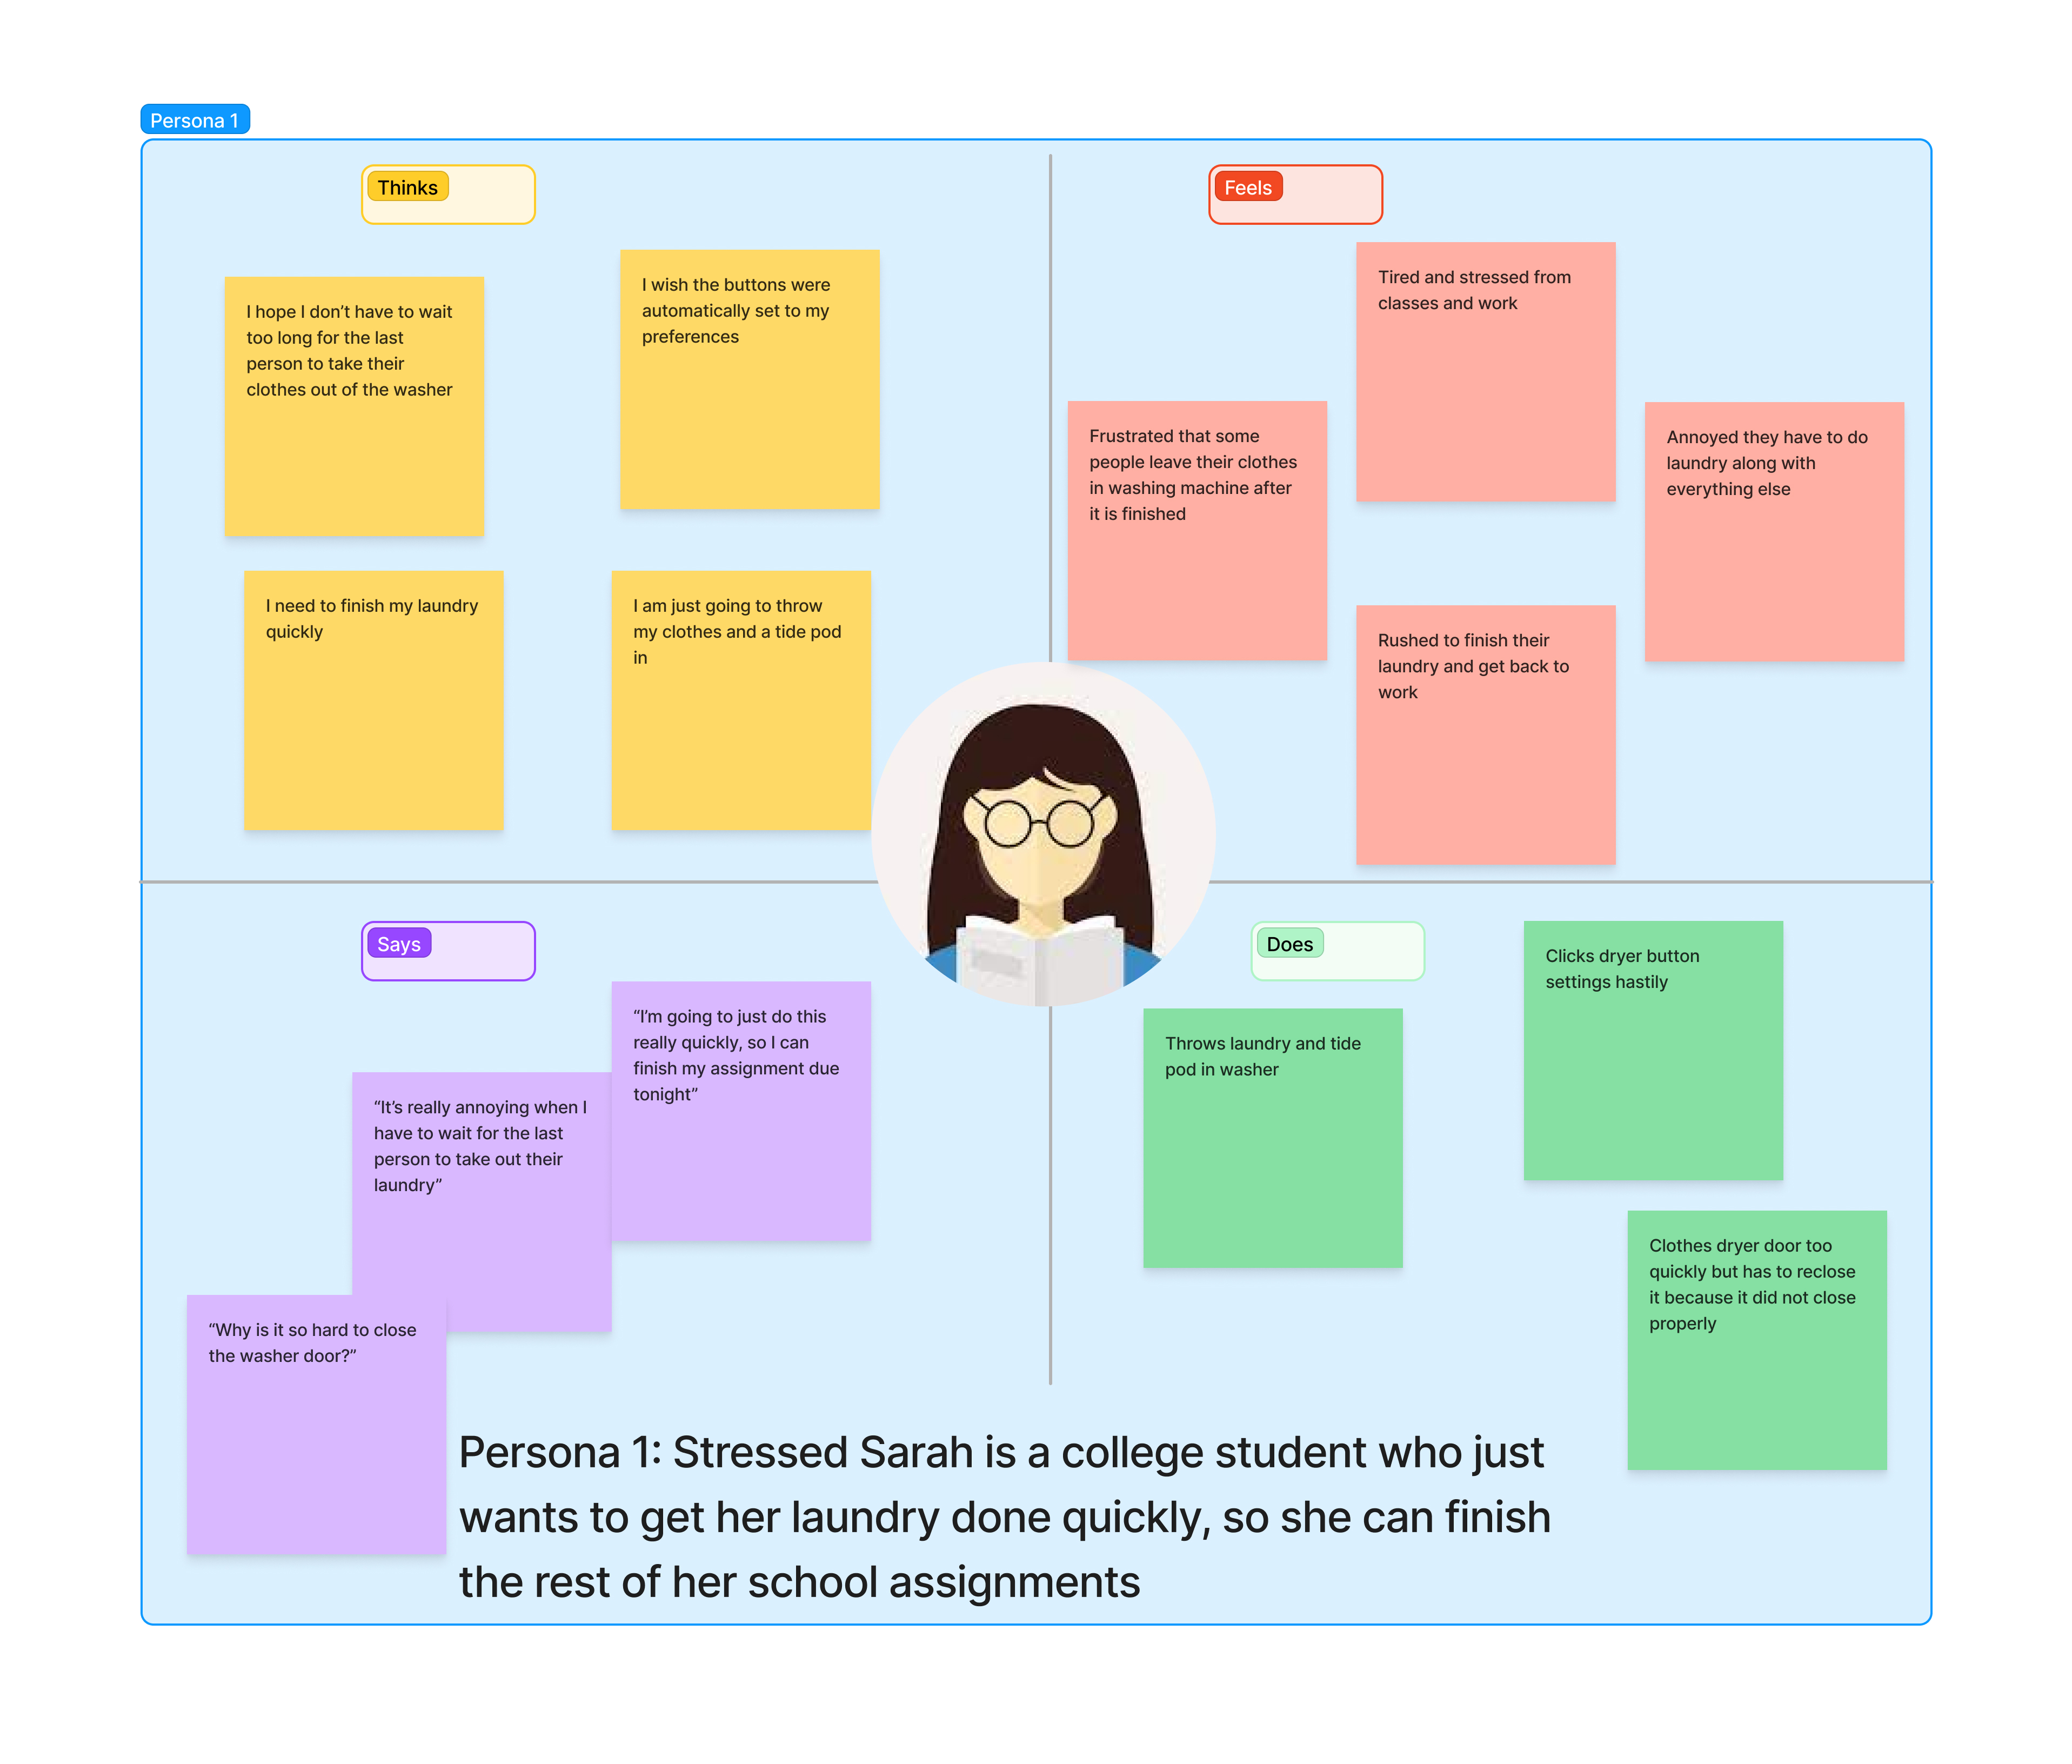 Persona 1
Thinks
I hope I don’t have to wait
too long for the last
person to take their
clothes out of the washer
I wish the buttons were
automatically set to my
preferences
I need to finish my laundry
quickly
I am just going to throw
my clothes and a tide pod
in
Feels
Tired and stressed from
classes and work
Frustrated that some
people leave their clothes
in washing machine after
it is finished
Annoyed they have to do
laundry along with
everything else
Rushed to finish their
laundry and get back to
work
Says
“I’m going to just do this
really quickly, so I can
finish my assignment due
tonight”
“It’s really annoying when I
have to wait for the last
person to take out their
laundry”
“Why is it so hard to close
the washer door?”
Does
Clicks dryer button
settings hastily
Throws laundry and tide
pod in washer
Clothes dryer door too
quickly but has to reclose
it because it did not close
properly
Persona 1: Stressed Sarah is a college student who just
wants to get her laundry done quickly, so she can finish
the rest of her school assignments